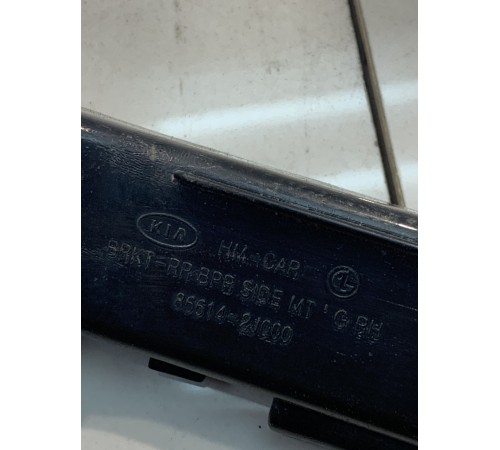 KIA HM-CAR
BRKT-RR BPR SIDE MT'G RH
86614-2J000